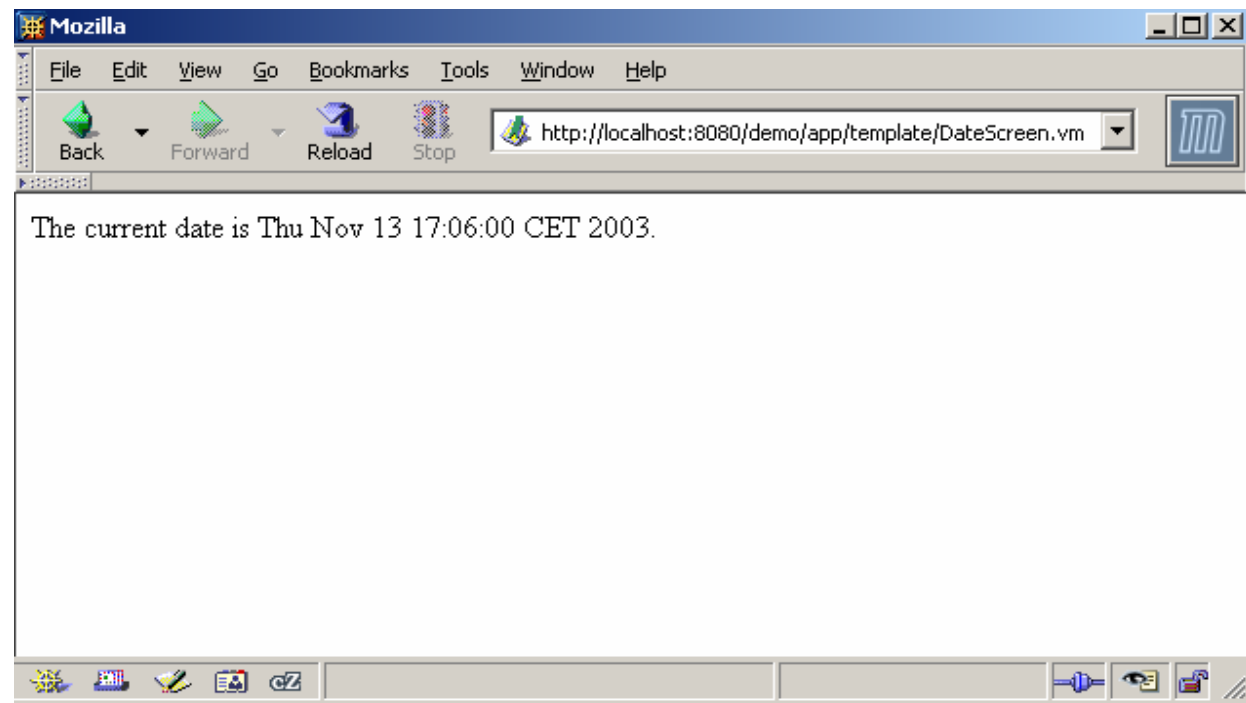 Mozilla
File Edit View Go Bookmarks Tools Window Help
Back Forward Reload Stop http://localhost:8080/demo/app/template/DateScreen.vm
The current date is Thu Nov 13 17:06:00 CET 2003.
cZ